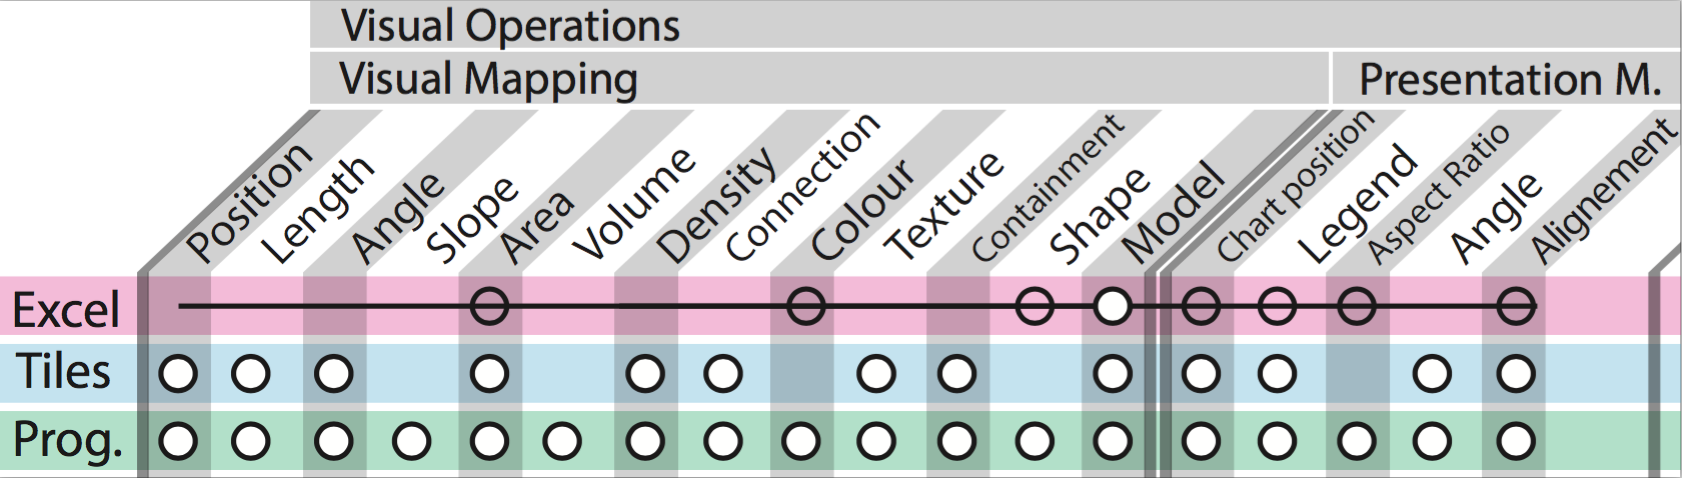 Visual Operations
Visual Mapping
Presentation M.
Position
Length
Angle
Slope
Area
Volume
Density
Connection
Colour
Texture
Containment
Shape
Model
Chart position
Legend
Aspect Ratio
Angle
Alignement
Excel
Tiles
Prog.